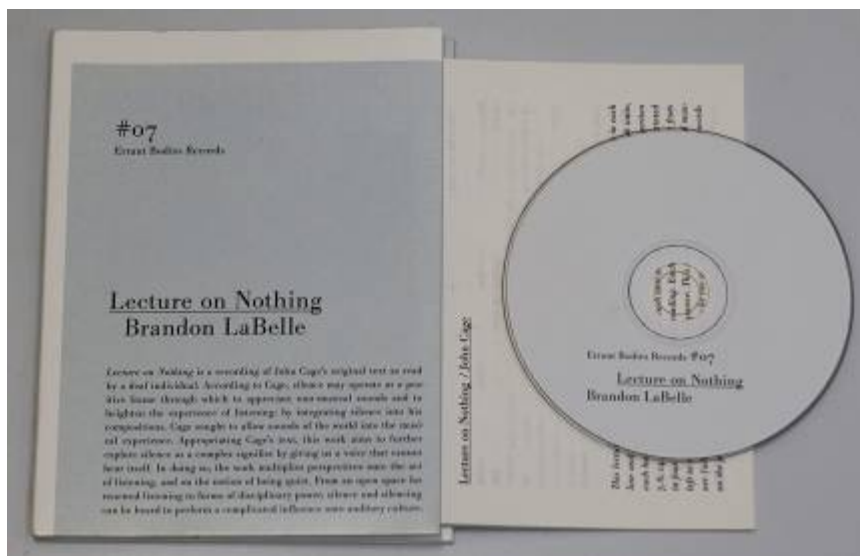 #07
Errant Bodies Records
Lecture on Nothing
Brandon LaBelle
Lecture on Nothing is a recording of John Cage's original text as read
by a deaf individual. According to Cage, silence may operate as a pos-
itive frame through which to appreciate non-musical sounds and to
heighten the experience of listening: by integrating silence into his
compositions, Cage sought to allow sounds of the world into the musi-
cal experience. Appropriating Cage's text, this work aims to further
explore silence as a complex signifier by giving us a voice that cannot
hear itself. In doing so, the work multiplies perspectives onto the act
of listening, and on the notion of being quiet. From an open space for
renewed listening to forms of disciplinary power, silence and silencing
can be heard to perform a complicated influence onto auditory culture.
Lecture on Nothing / John Cage
Errant Bodies Records #07
Lecture on Nothing
Brandon LaBelle